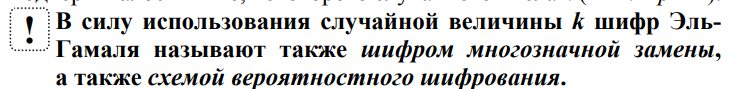 ! В силу использования случайной величины k шифр Эль-
Гамаля называют также шифром многозначной замены,
а также схемой вероятностного шифрования.